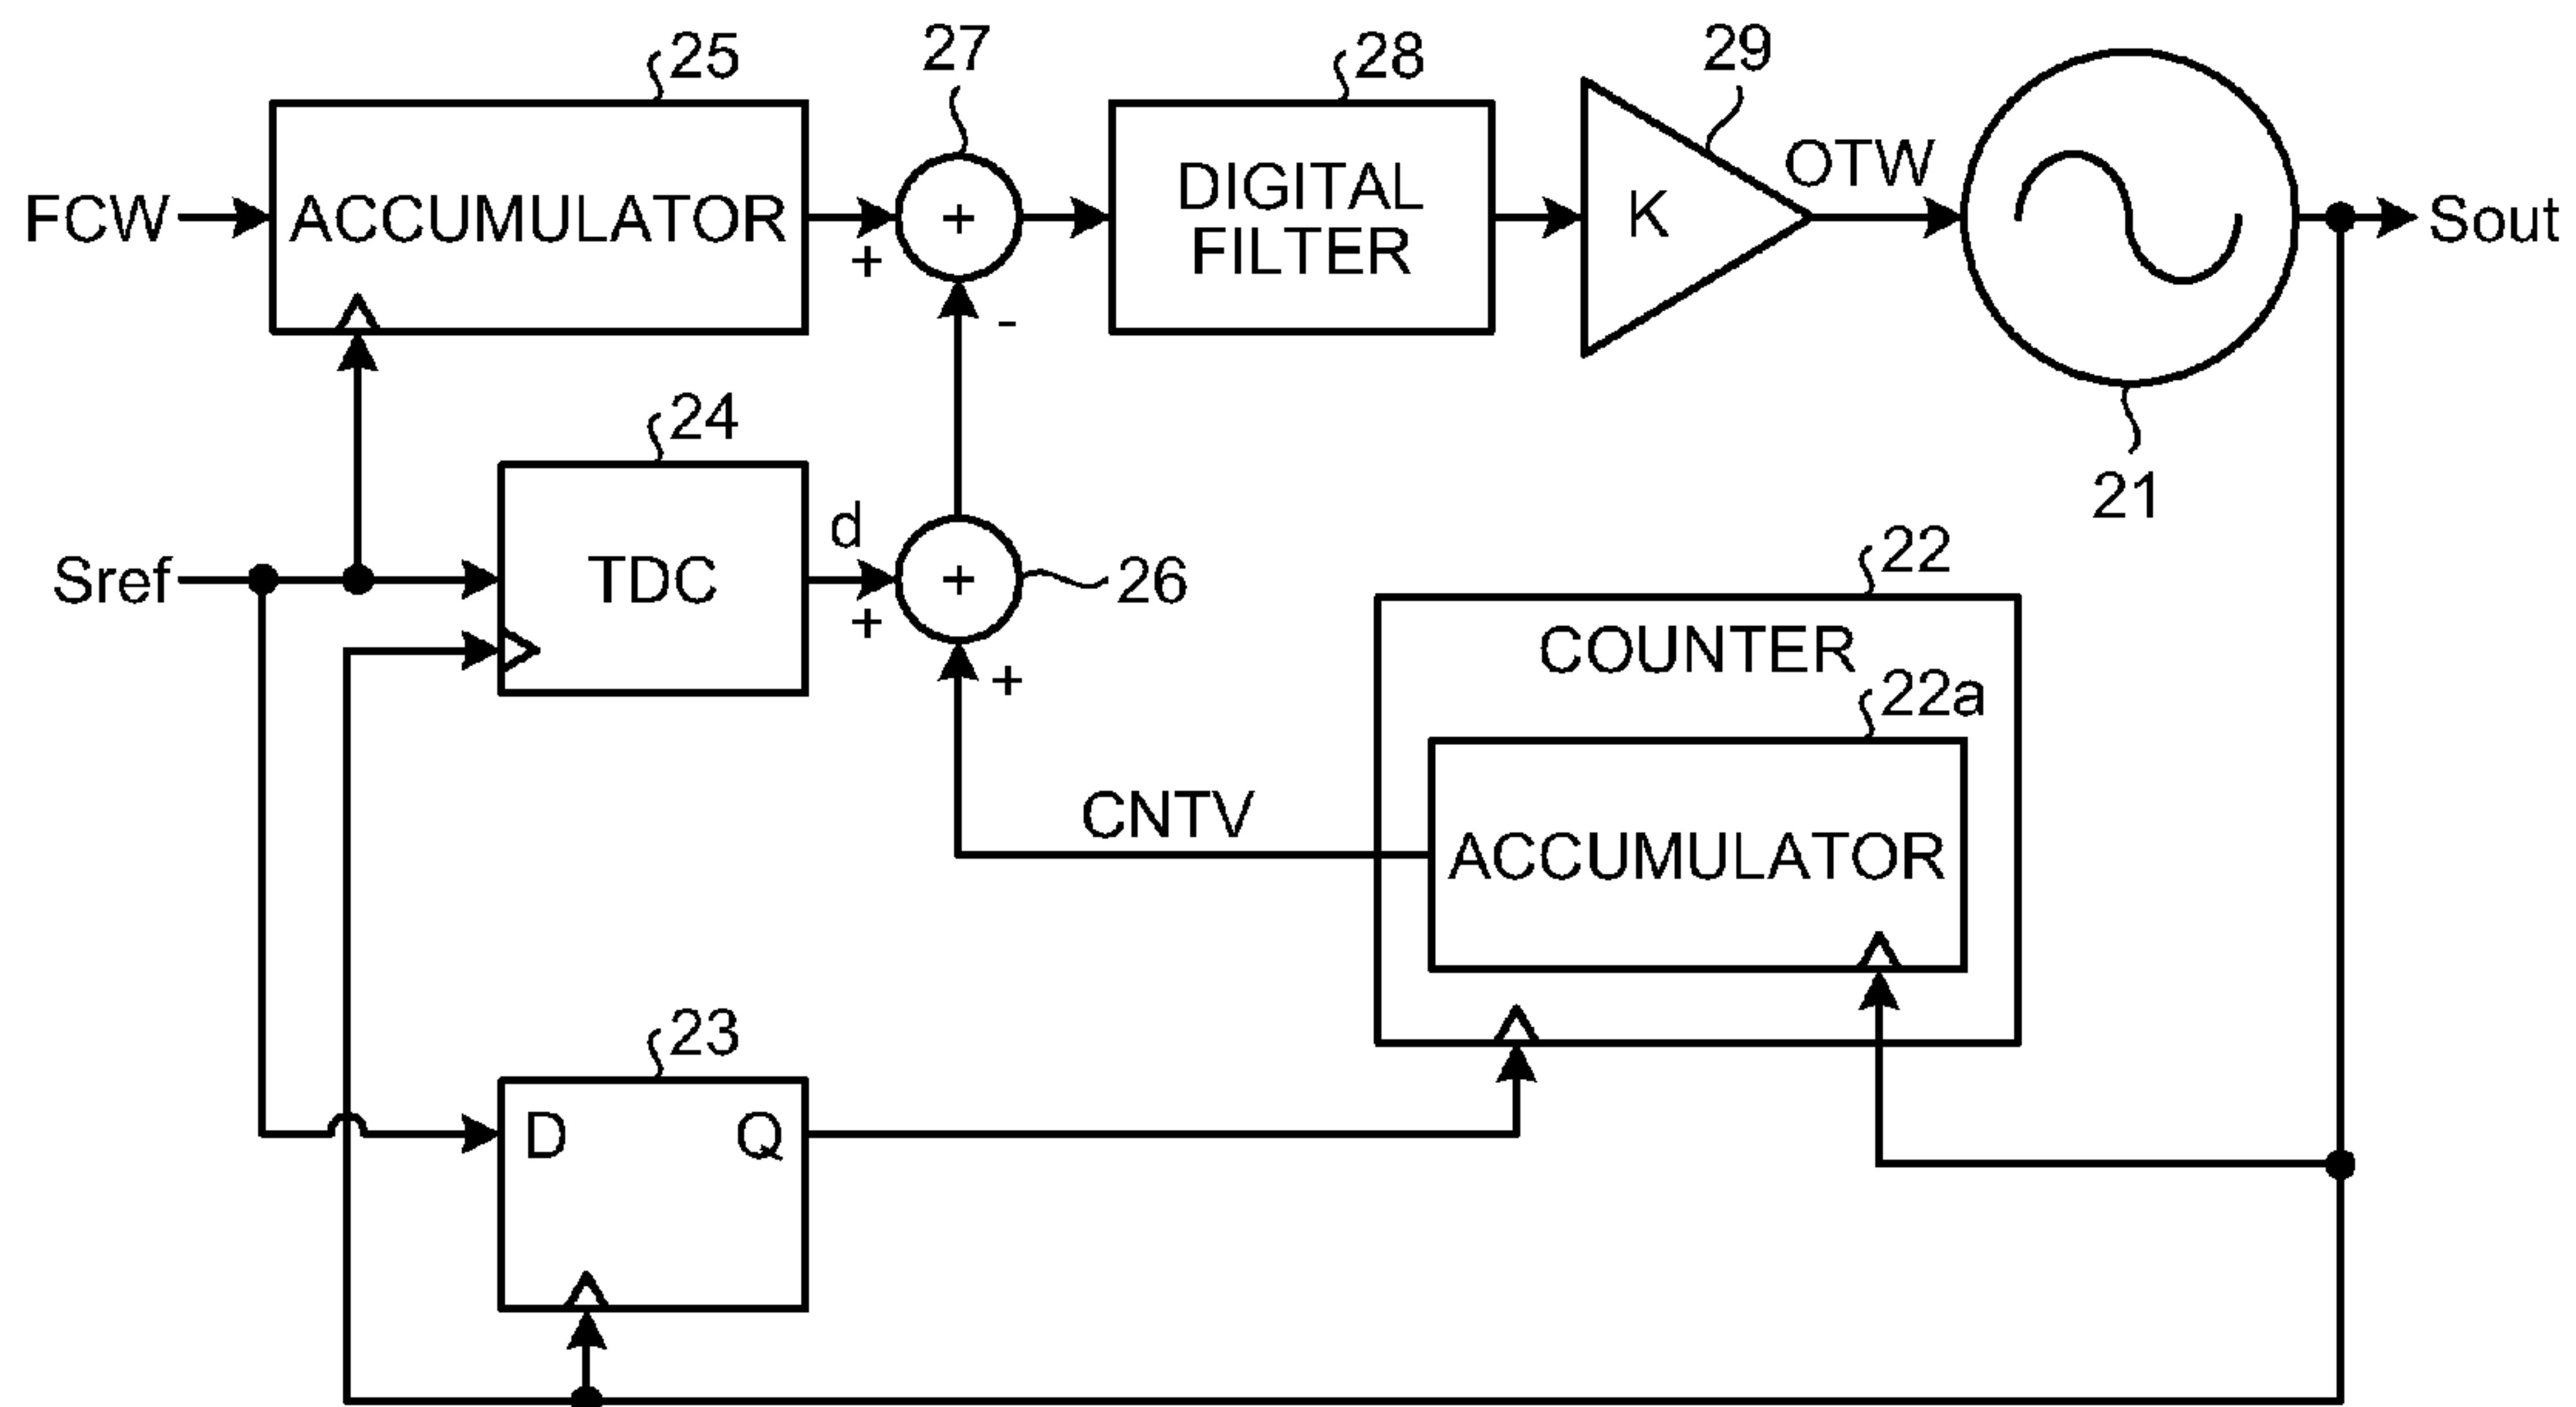 25
27
28
29
FCW
ACCUMULATOR
+
+
-
DIGITAL
FILTER
K
OTW
Sout
21
24
Sref
TDC
d
+
+
+
26
22
COUNTER
22a
ACCUMULATOR
CNTV
23
D
Q